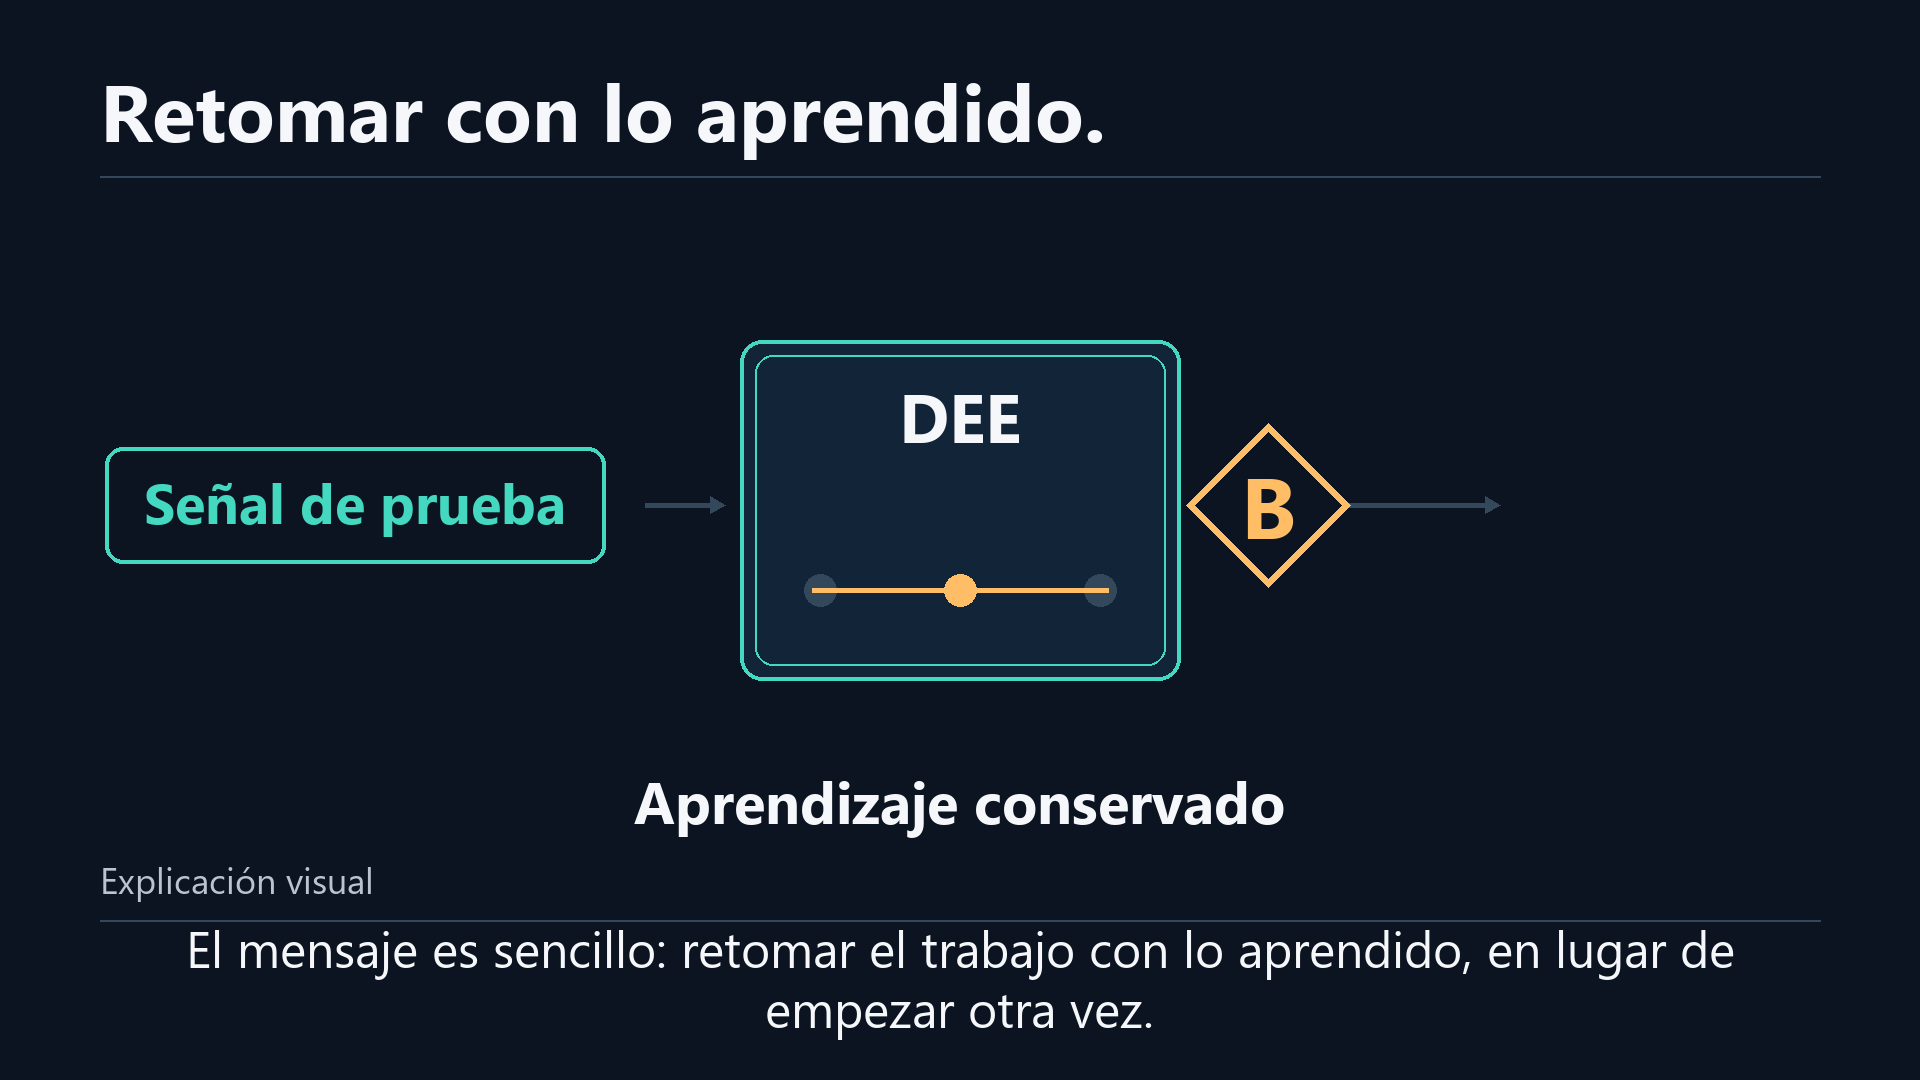 Retomar con lo aprendido.
Señal de prueba
DEE
B
Aprendizaje conservado
Explicación visual
El mensaje es sencillo: retomar el trabajo con lo aprendido, en lugar de
empezar otra vez.